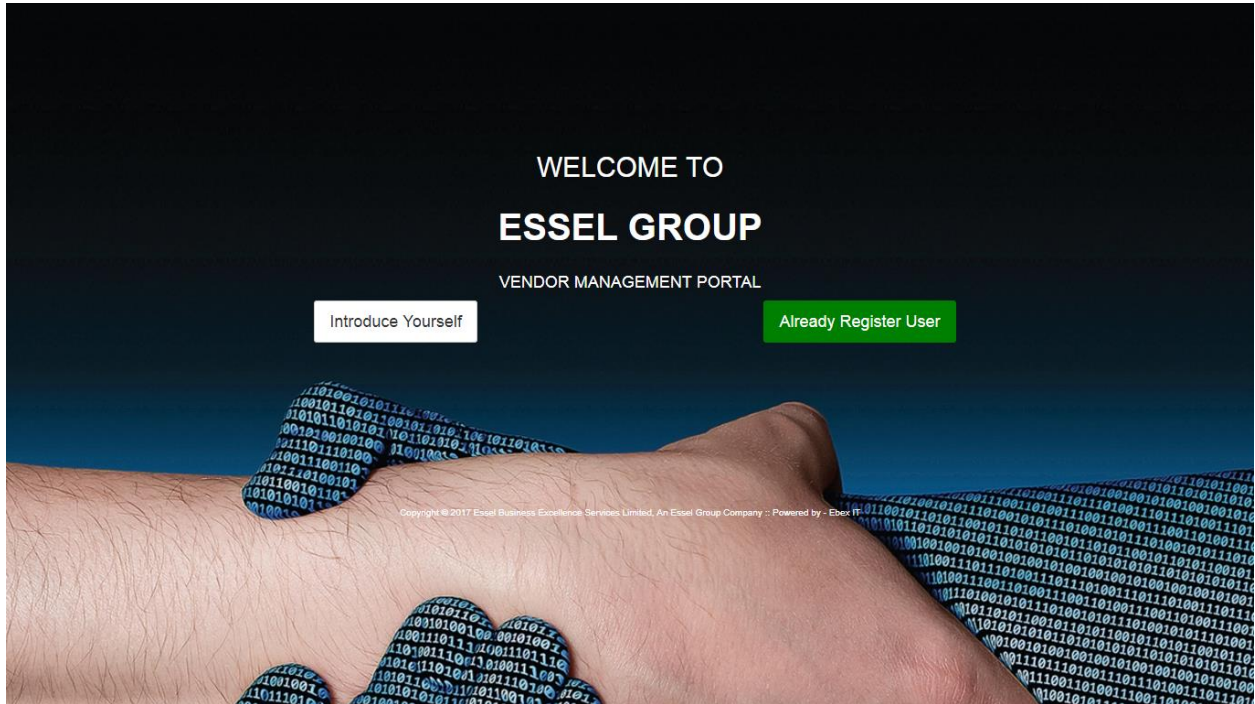 WELCOME TO
ESSEL GROUP
VENDOR MANAGEMENT PORTAL
Introduce Yourself
Already Register User
Copyright © 2017 Essel Business Excellence Services Limited, An Essel Group Company :: Powered by - Ebex IT